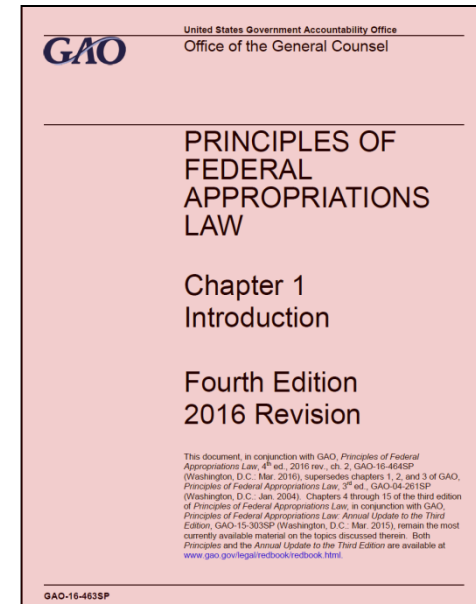 United States Government Accountability Office
GAO
Office of the General Counsel
PRINCIPLES OF
FEDERAL
APPROPRIATIONS
LAW
Chapter 1
Introduction
Fourth Edition
2016 Revision
This document, in conjunction with GAO, Principles of Federal
Appropriations Law, 4th ed., 2016 rev., ch. 2, GAO-16-464SP
(Washington, D.C.: Mar. 2016), supersedes chapters 1, 2, and 3 of GAO,
Principles of Federal Appropriations Law, 3rd ed., GAO-04-261SP
(Washington, D.C.: Jan. 2004). Chapters 4 through 15 of the third edition
of Principles of Federal Appropriations Law, in conjunction with GAO,
Principles of Federal Appropriations Law: Annual Update to the Third
Edition, GAO-15-303SP (Washington, D.C.: Mar. 2015), remain the most
currently available material on the topics discussed therein. Both
Principles and the Annual Update to the Third Edition are available at
www.gao.gov/legal/redbook/redbook.html.
GAO-16-463SP